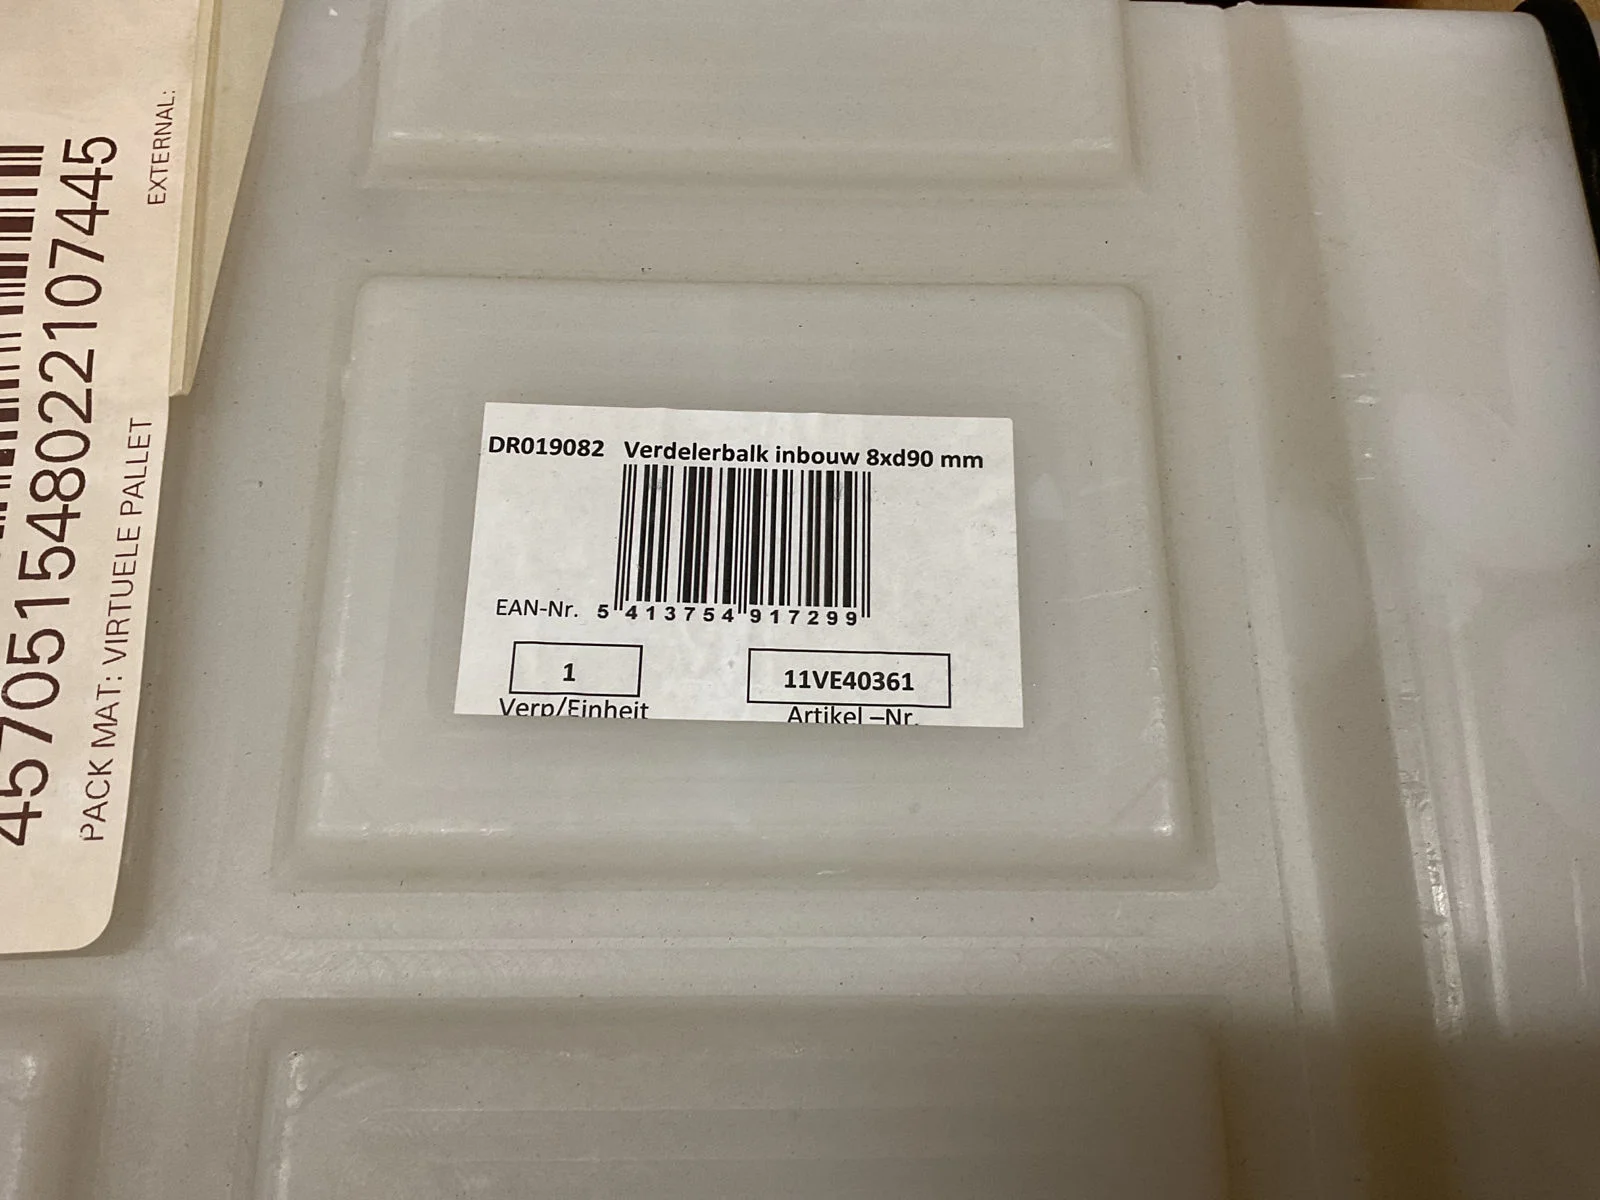 457051548022107445
PACK MAT: VIRTUELE PALLET
EXTERNAL:
DR019082 Verdelerbalk inbouw 8xd90 mm
EAN-Nr. 5 413754 917299
1
Verp/Einheit
11VE40361
Artikel –Nr.